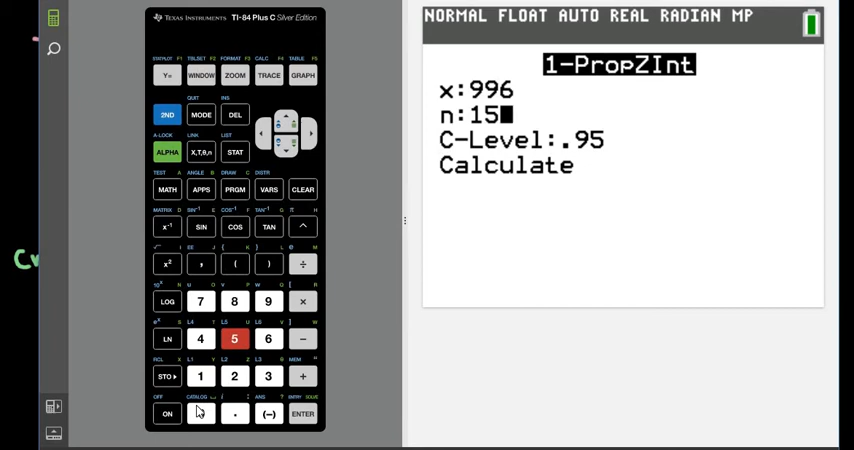 TEXAS INSTRUMENTS TI-84 Plus C Silver Edition
STATPLOT F1 TBLSET F2 FORMAT F3 CALC F4 TABLE F5
Y= WINDOW ZOOM TRACE GRAPH
QUIT INS
2ND MODE DEL
A-LOCK LINK LIST
ALPHA X,T,θ,n STAT
TEST A ANGLE B DRAW C DISTR
MATH APPS PRGM VARS CLEAR
MATRIX D SIN⁻¹ E COS⁻¹ F TAN⁻¹ G π H
x⁻¹ SIN COS TAN ^
√ I EE J { K } L e M
x² , ( ) ÷
10ˣ N u O v P w Q [ R
LOG 7 8 9 ×
eˣ S L4 T L5 U L6 V ] W
LN 4 5 6 −
RCL X L1 Y L2 Z L3 θ MEM "
STO▸ 1 2 3 +
OFF CATALOG i : ANS ? ENTRY SOLVE
ON . (–) ENTER
NORMAL FLOAT AUTO REAL RADIAN MP
1-PropZInt
x:996
n:15
C-Level:.95
Calculate